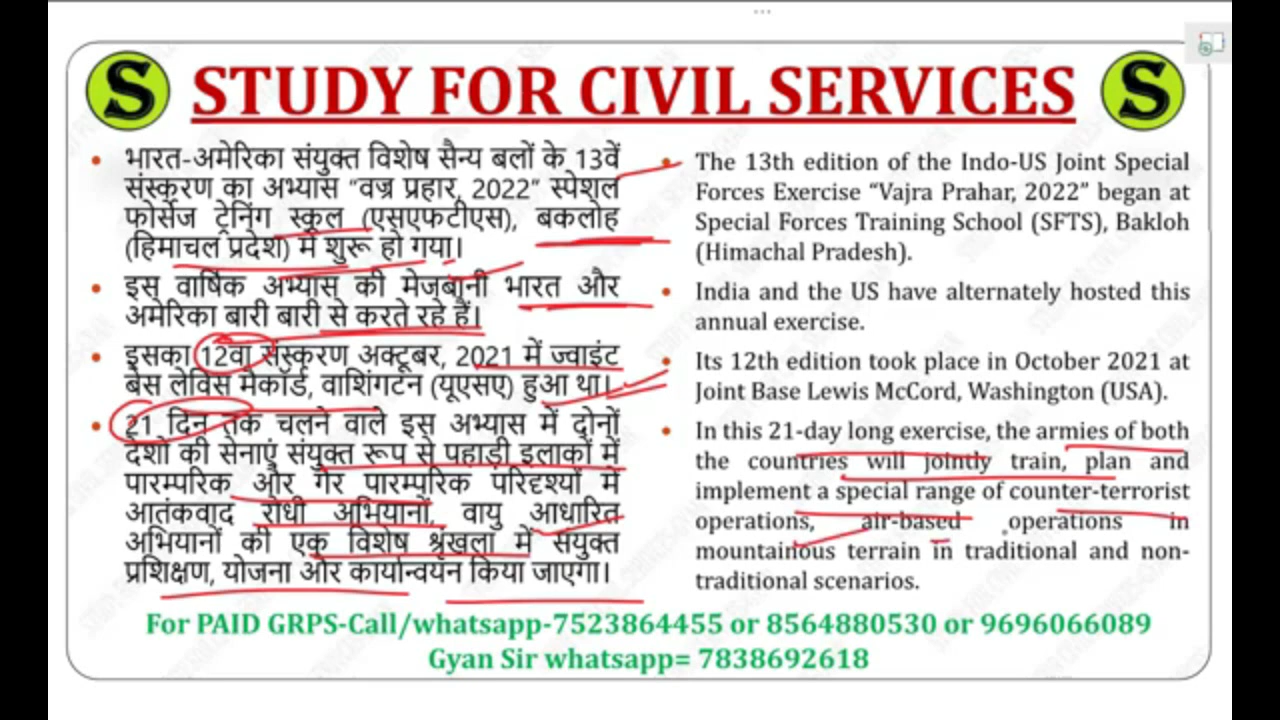 S STUDY FOR CIVIL SERVICES S
भारत-अमेरिका संयुक्त विशेष सैन्य बलों के 13वें
संस्करण का अभ्यास “वज्र प्रहार, 2022” स्पेशल
फोर्सेज ट्रेनिंग स्कूल (एसएफटीएस), बकलोह
(हिमाचल प्रदेश) में शुरू हो गया।
इस वार्षिक अभ्यास की मेजबानी भारत और
अमेरिका बारी बारी से करते रहे हैं।
इसका 12वां संस्करण अक्टूबर, 2021 में ज्वाइंट
बेस लेविस मैकॉर्ड, वाशिंगटन (यूएसए) हुआ था।
21 दिन तक चलने वाले इस अभ्यास में दोनों
देशों की सेनाएं संयुक्त रूप से पहाड़ी इलाकों में
पारम्परिक और गैर पारम्परिक परिदृश्यों में
आतंकवाद रोधी अभियानों, वायु आधारित
अभियानों की एक विशेष श्रृंखला में संयुक्त
प्रशिक्षण, योजना और कार्यान्वयन किया जाएगा।
The 13th edition of the Indo-US Joint Special
Forces Exercise “Vajra Prahar, 2022” began at
Special Forces Training School (SFTS), Bakloh
(Himachal Pradesh).
India and the US have alternately hosted this
annual exercise.
Its 12th edition took place in October 2021 at
Joint Base Lewis McCord, Washington (USA).
In this 21-day long exercise, the armies of both
the countries will jointly train, plan and
implement a special range of counter-terrorist
operations, air-based operations in
mountainous terrain in traditional and non-
traditional scenarios.
For PAID GRPS-Call/whatsapp-7523864455 or 8564880530 or 9696066089
Gyan Sir whatsapp= 7838692618